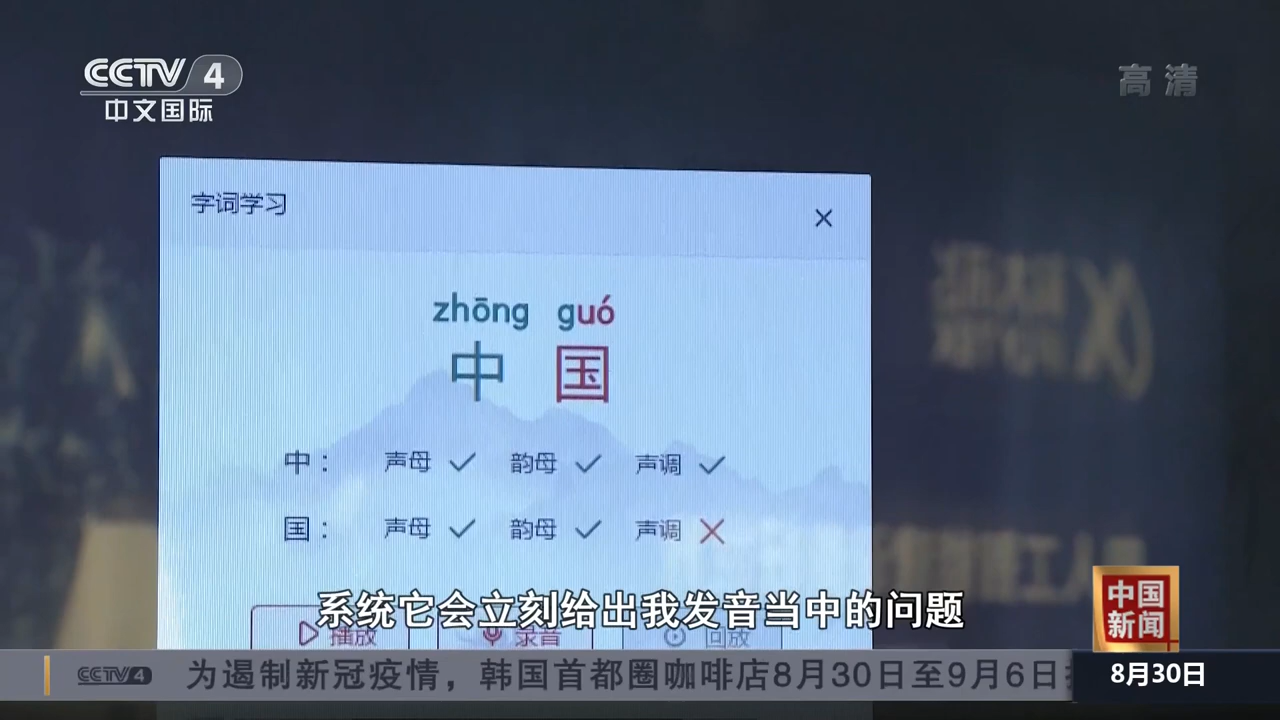 CCTV 4
中文国际
高清
字词学习
zhōng guó
中 国
中： 声母 韵母 声调
国： 声母 韵母 声调
播放 录音 回放
系统它会立刻给出我发音当中的问题
中国
新闻
CCTV 4 为遏制新冠疫情，韩国首都圈咖啡店8月30日至9月6日 8月30日